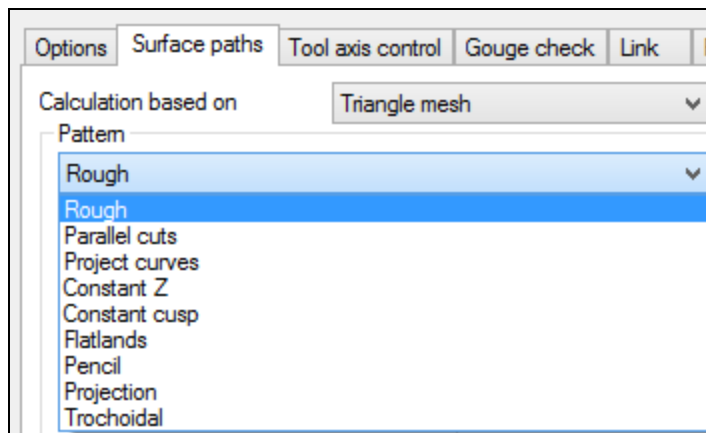 Options Surface paths Tool axis control Gouge check Link
Calculation based on Triangle mesh
Pattern
Rough
Rough
Parallel cuts
Project curves
Constant Z
Constant cusp
Flatlands
Pencil
Projection
Trochoidal